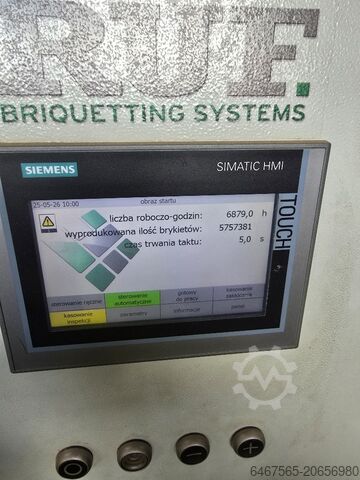 RUF.
BRIQUETTING SYSTEMS
SIEMENS
SIMATIC HMI
TOUCH
25-05-26 10:00
obraz startu
liczba roboczo-godzin: 6879,0 h
wyprodukowana ilość brykietów: 5757381
czas trwania taktu: 5,0 s
sterowanie ręczne
sterowanie automatyczne
gotowy do pracy
kasowanie zakłócenia
kasowanie inspekcji
parametry
informacje
panel
6467565-20656980